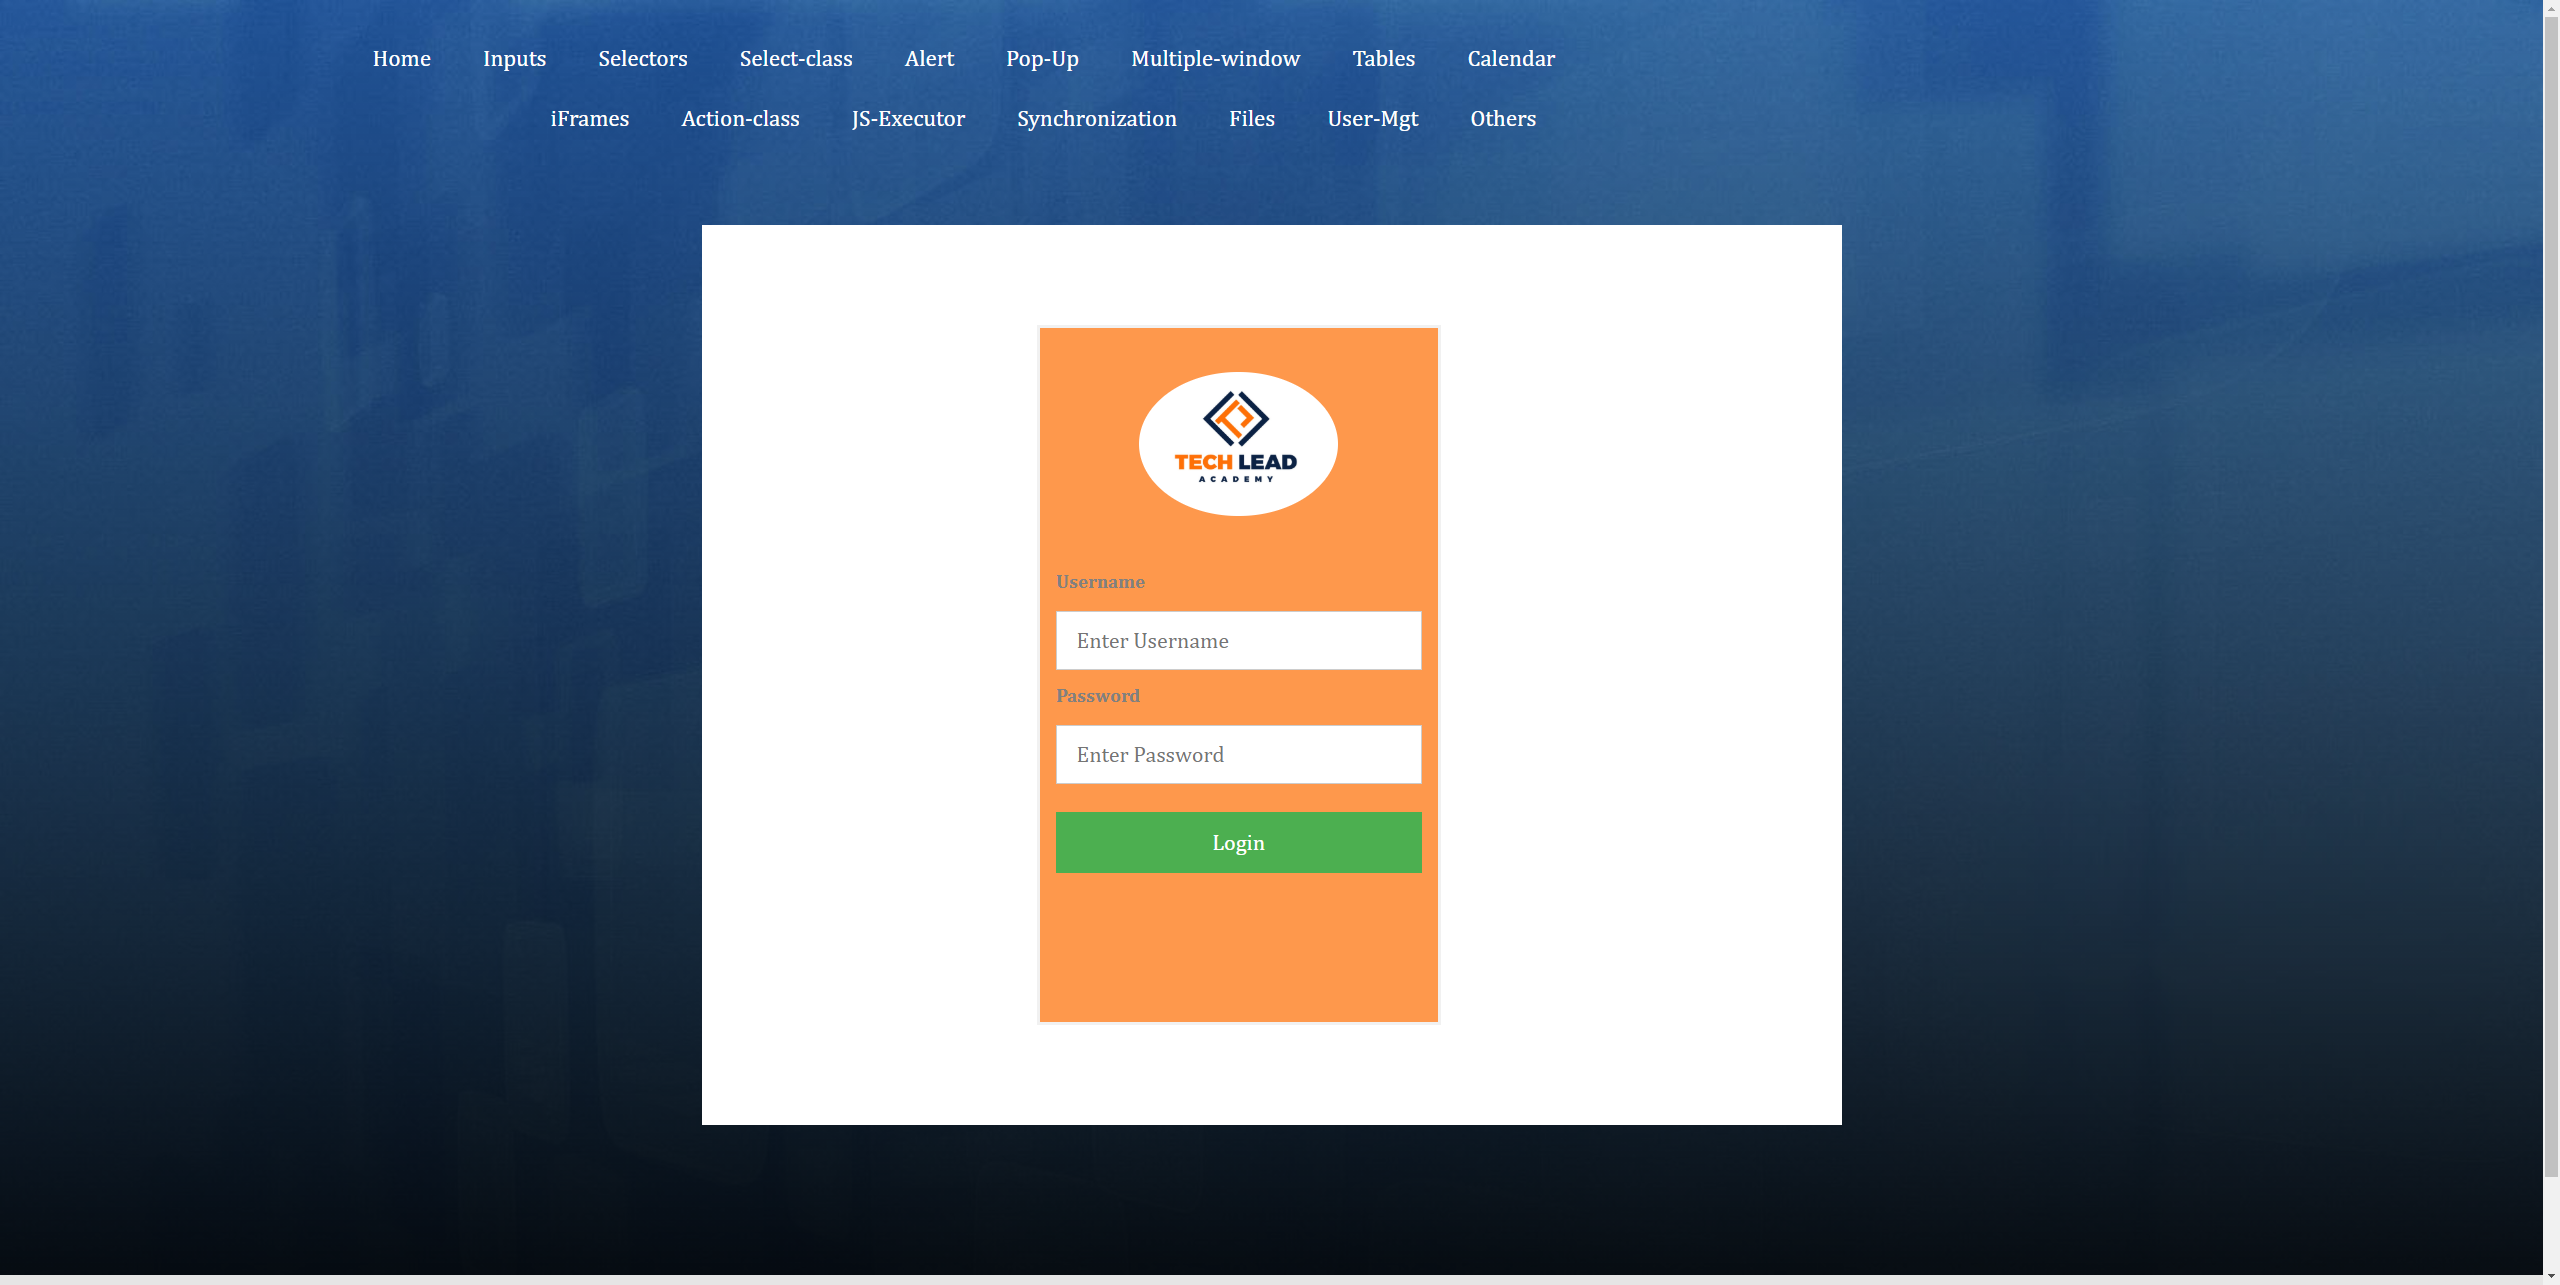 Home Inputs Selectors Select-class Alert Pop-Up Multiple-window Tables Calendar
iFrames Action-class JS-Executor Synchronization Files User-Mgt Others
TECH LEAD
ACADEMY
Username
Enter Username
Password
Enter Password
Login